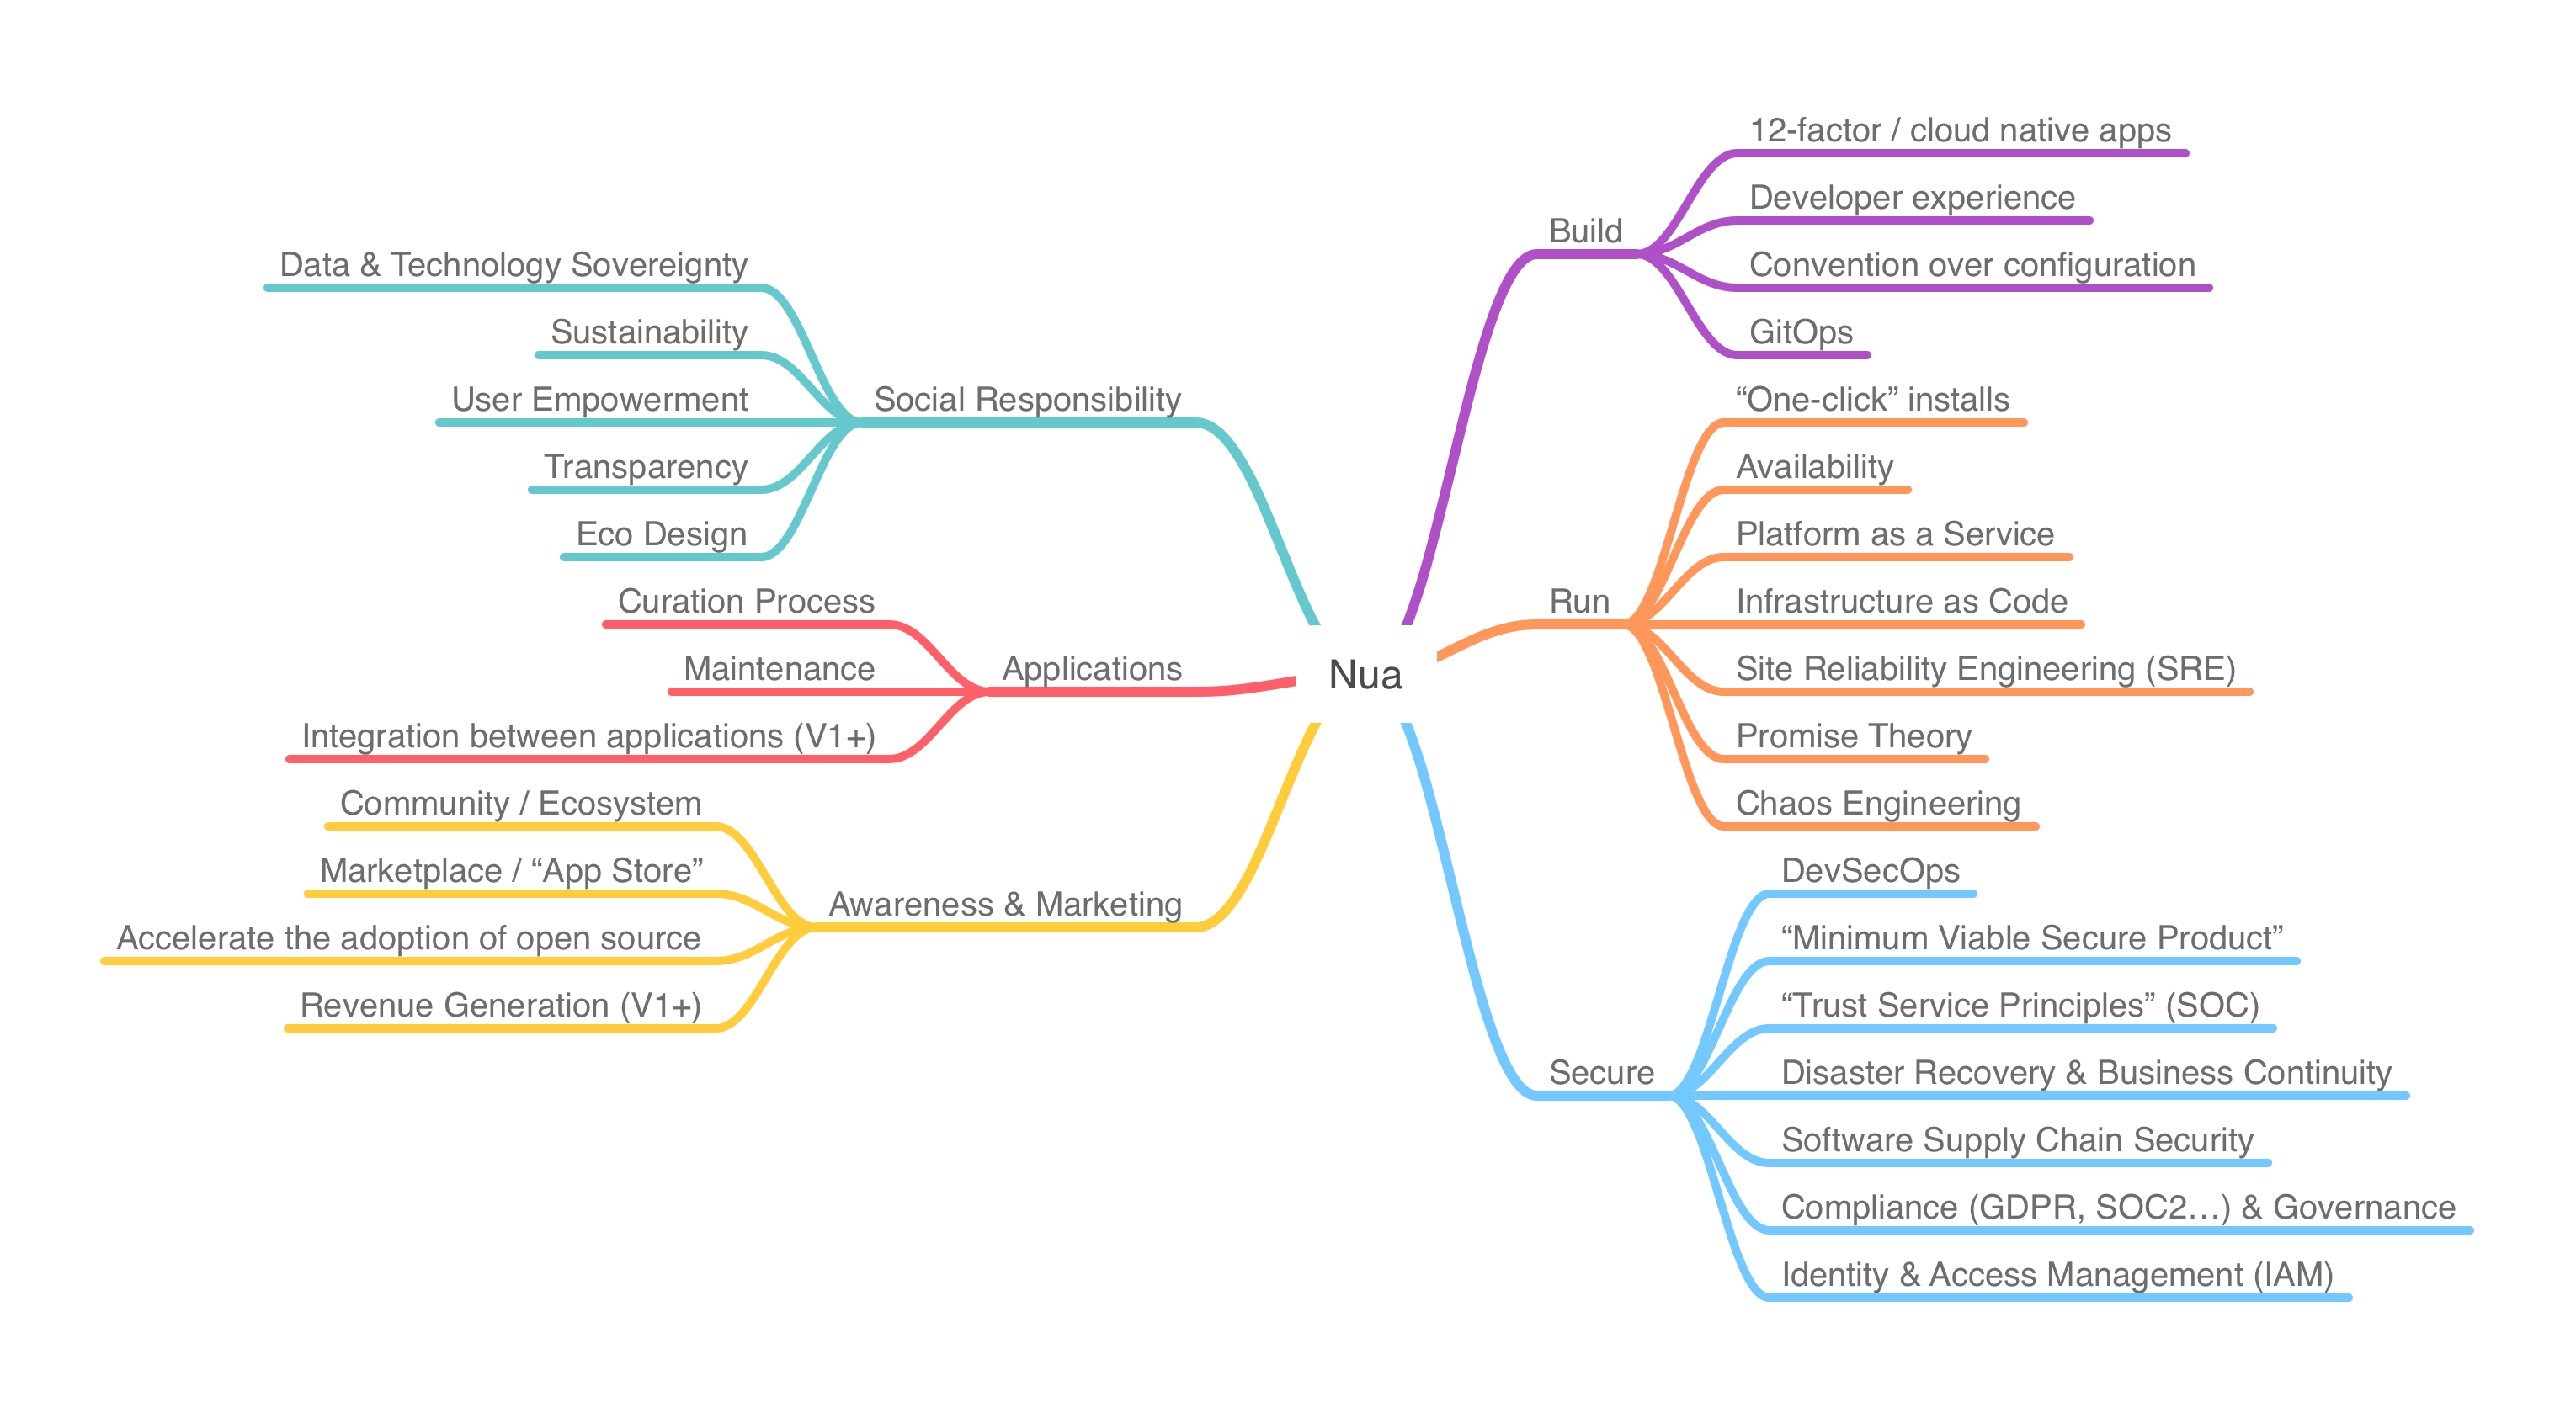 Nua
Build
12-factor / cloud native apps
Developer experience
Convention over configuration
GitOps
Run
“One-click” installs
Availability
Platform as a Service
Infrastructure as Code
Site Reliability Engineering (SRE)
Promise Theory
Chaos Engineering
Secure
DevSecOps
“Minimum Viable Secure Product”
“Trust Service Principles” (SOC)
Disaster Recovery & Business Continuity
Software Supply Chain Security
Compliance (GDPR, SOC2…) & Governance
Identity & Access Management (IAM)
Social Responsibility
Data & Technology Sovereignty
Sustainability
User Empowerment
Transparency
Eco Design
Applications
Curation Process
Maintenance
Integration between applications (V1+)
Awareness & Marketing
Community / Ecosystem
Marketplace / “App Store”
Accelerate the adoption of open source
Revenue Generation (V1+)